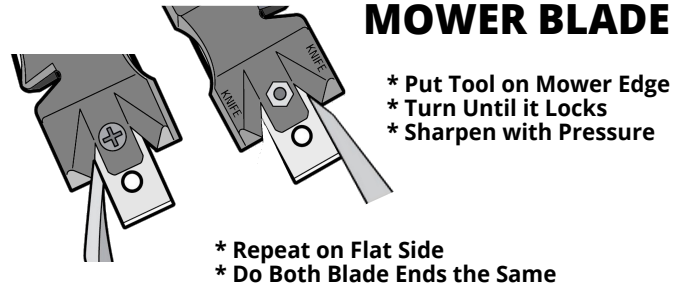 MOWER BLADE
KNIFE
KNIFE
* Put Tool on Mower Edge
* Turn Until it Locks
* Sharpen with Pressure
* Repeat on Flat Side
* Do Both Blade Ends the Same